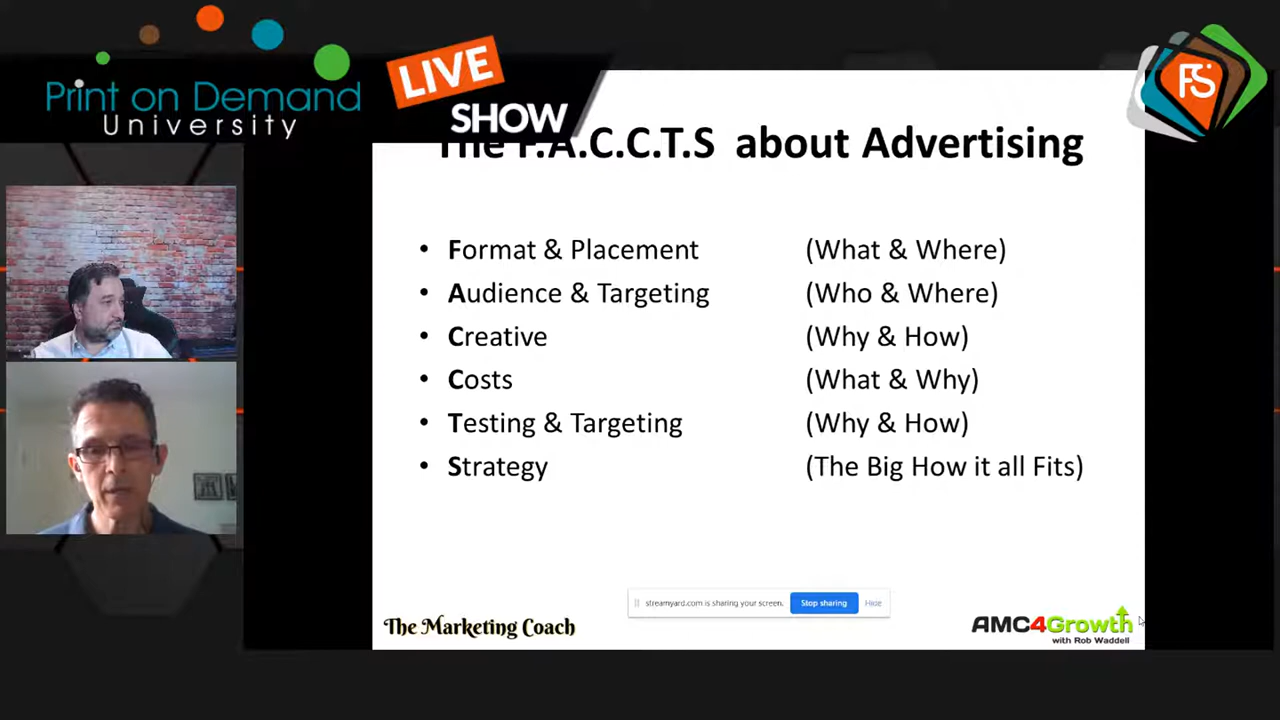 Print on Demand
University
LIVE
SHOW
FS
The F.A.C.C.T.S about Advertising
• Format & Placement (What & Where)
• Audience & Targeting (Who & Where)
• Creative (Why & How)
• Costs (What & Why)
• Testing & Targeting (Why & How)
• Strategy (The Big How it all Fits)
streamyard.com is sharing your screen. Stop sharing Hide
The Marketing Coach
AMC4Growth
with Rob Waddell